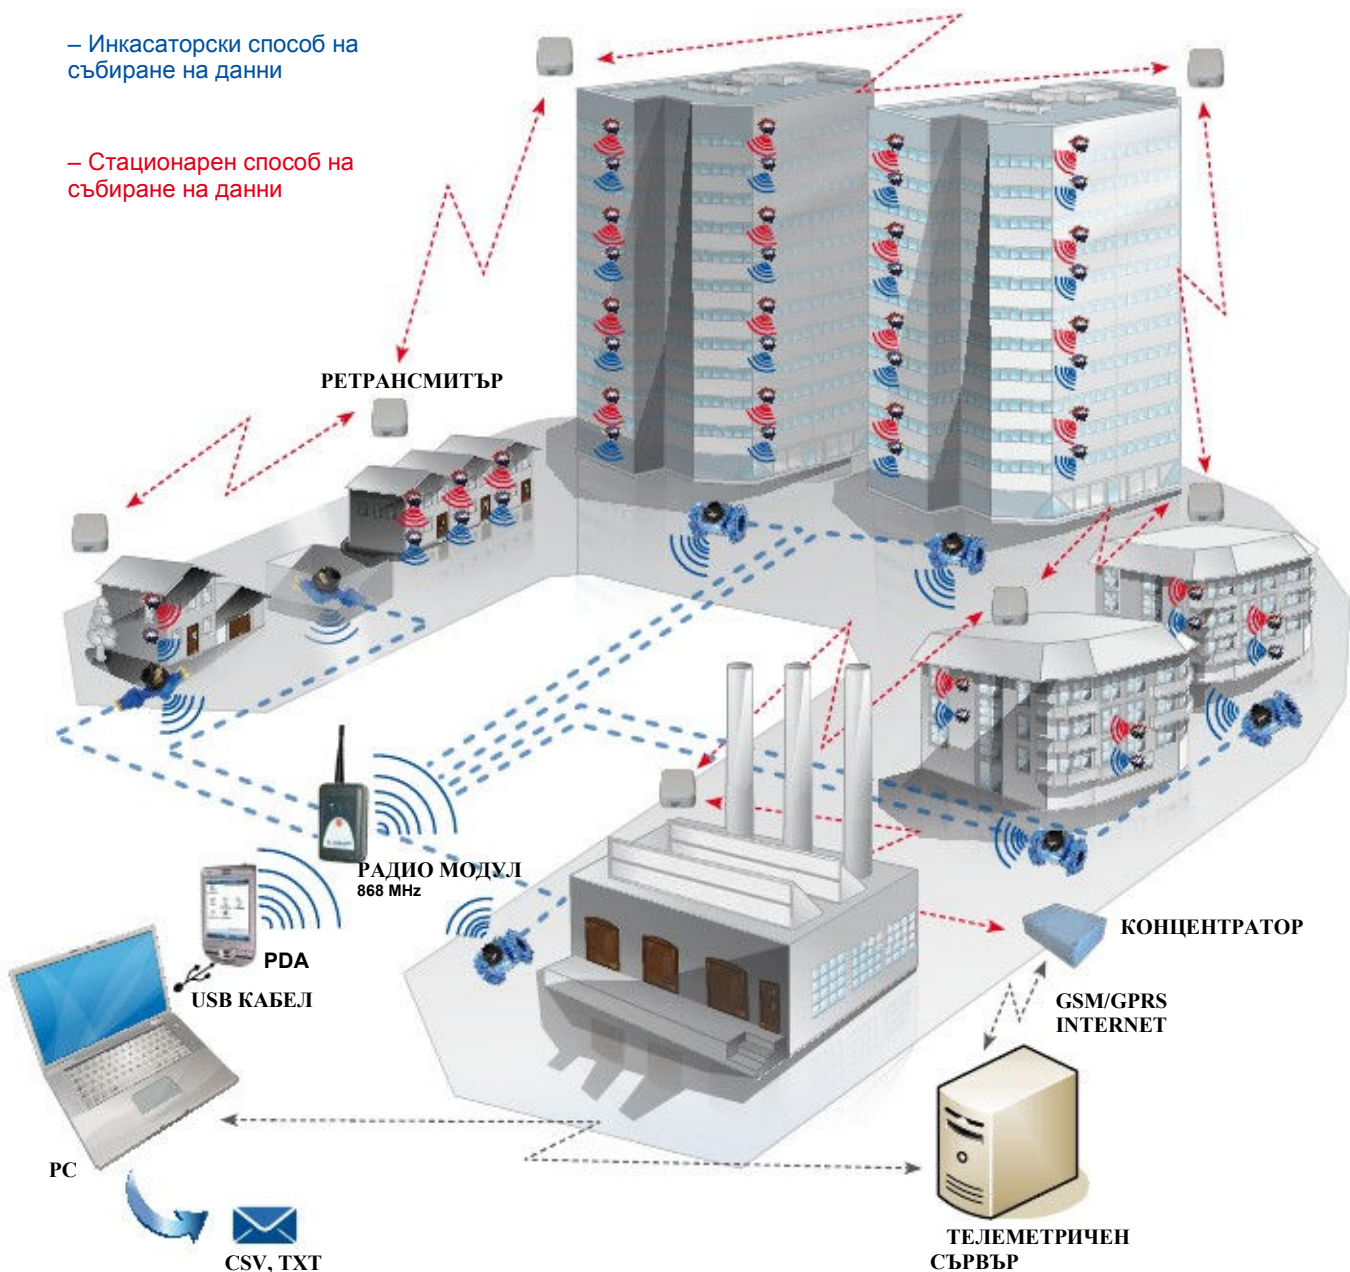 – Инкасаторски способ на
събиране на данни
– Стационарен способ на
събиране на данни
РЕТРАНСМИТЪР
РАДИО МОДУЛ
868 MHz
PDA
USB КАБЕЛ
КОНЦЕНТРАТОР
GSM/GPRS
INTERNET
PC
CSV, TXT
ТЕЛЕМЕТРИЧЕН
СЪРВЪР